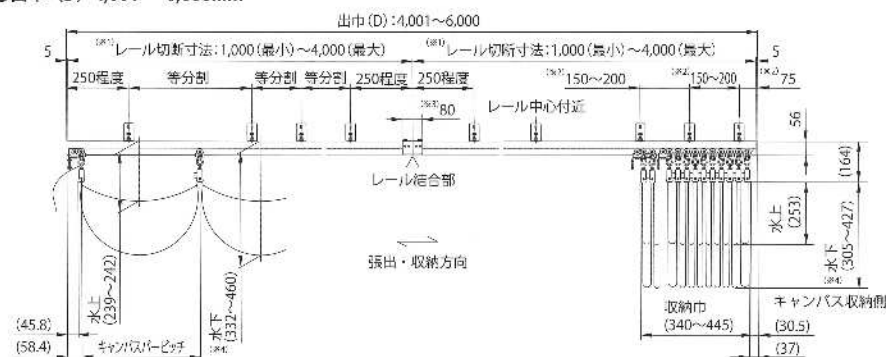 出巾(D):4,001～6,000
5
(※1)レール切断寸法:1,000(最小)～4,000(最大)
(※1)レール切断寸法:1,000(最小)～4,000(最大)
5
250程度
等分割
等分割
等分割
250程度
250程度
(※2)150～200
(※2)150～200
75
(※3)80
レール中心付近
56
(164)
レール結合部
張出・収納方向
水上
(239～242)
水下
(332～460)
(※4)
水上
(253)
水下
(305～427)
(※4)
収納巾
(340～445)
キャンバス収納側
(45.8)
(58.4)
キャンバスバーピッチ
(30.5)
(37)